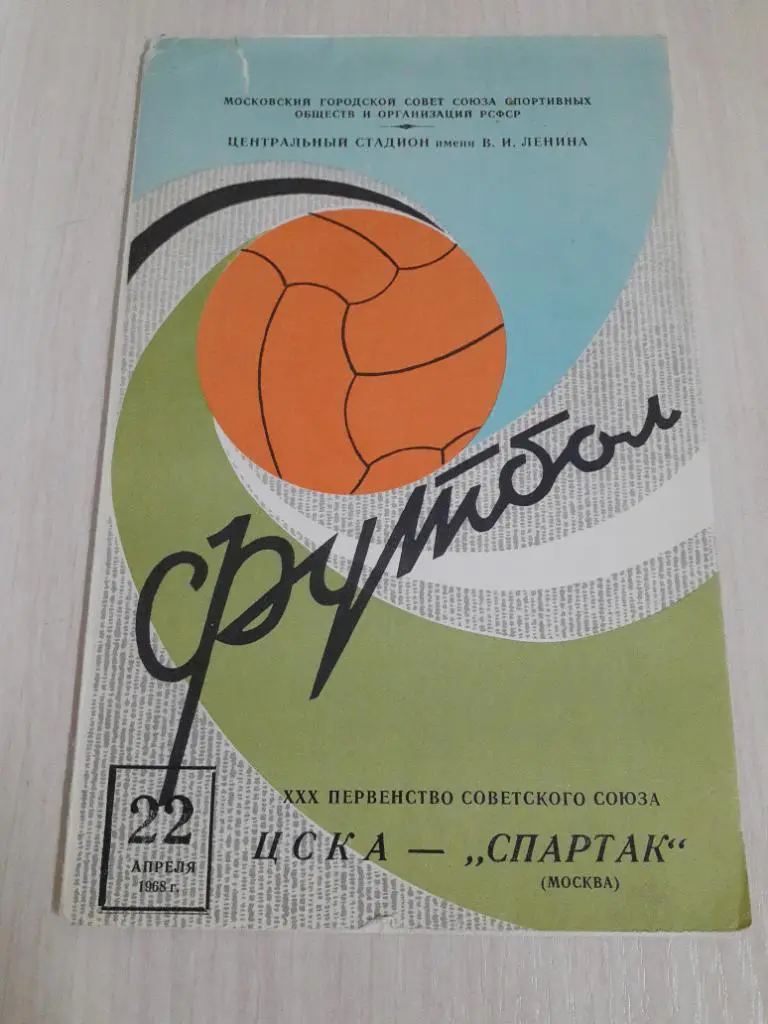 МОСКОВСКИЙ ГОРОДСКОЙ СОВЕТ СОЮЗА СПОРТИВНЫХ
ОБЩЕСТВ И ОРГАНИЗАЦИЙ РСФСР
ЦЕНТРАЛЬНЫЙ СТАДИОН имени В. И. ЛЕНИНА
футбол
22
АПРЕЛЯ
1968 г.
XXX ПЕРВЕНСТВО СОВЕТСКОГО СОЮЗА
ЦСКА — „СПАРТАК“
(МОСКВА)